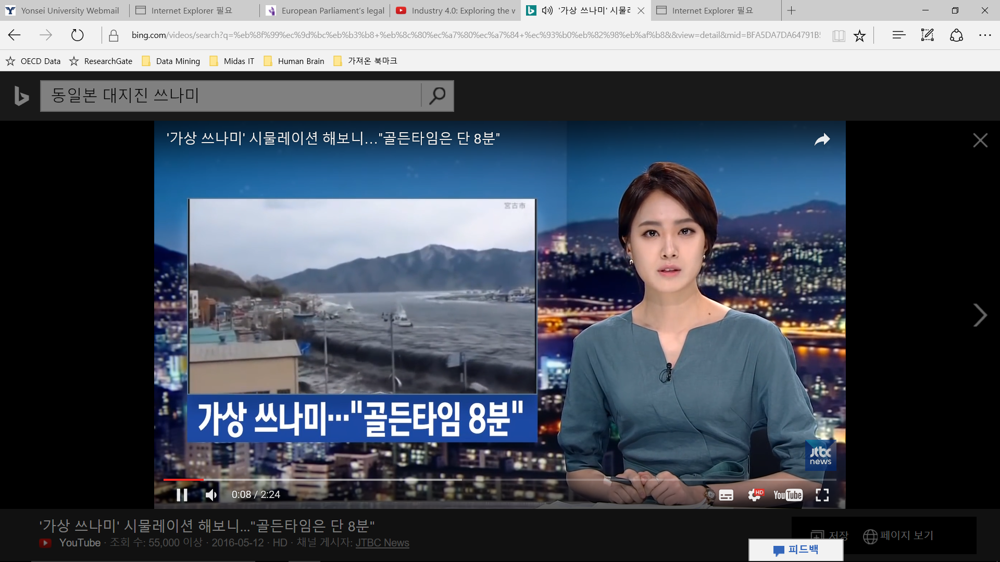 Yonsei University Webmail
Internet Explorer 필요
European Parliament's legal
Industry 4.0: Exploring the w
'가상 쓰나미' 시물레
Internet Explorer 필요
bing.com/videos/search?q=%eb%8f%99%ec%9d%bc%eb%b3%b8+%eb%8c%80%ec%a7%80%ec%a7%84+%ec%93%b0%eb%82%98%eb%af%b8&&view=detail&mid=BFA5DA7DA64791B5
OECD Data
ResearchGate
Data Mining
Midas IT
Human Brain
가져온 북마크
동일본 대지진 쓰나미
'가상 쓰나미' 시물레이션 해보니..."골든타임은 단 8분"
宮古市
가상 쓰나미…"골든타임 8분"
jtbc
news
0:08 / 2:24
HD
YouTube
'가상 쓰나미' 시물레이션 해보니..."골든타임은 단 8분"
YouTube · 조회 수: 55,000 이상 · 2016-05-12 · HD · 채널 게시자: JTBC News
저장
페이지 보기
피드백